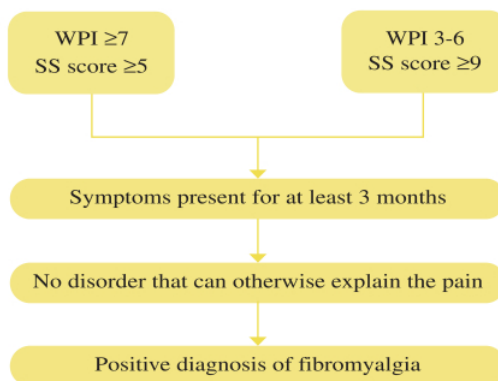 WPI ≥7
SS score ≥5
WPI 3-6
SS score ≥9
Symptoms present for at least 3 months
No disorder that can otherwise explain the pain
Positive diagnosis of fibromyalgia